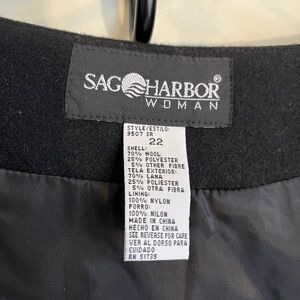 SAG HARBOR®
WOMAN
STYLE/ESTILO:
9507 SR
22
SHELL:
70% WOOL
25% POLYESTER
5% OTHER FIBER
TELA EXTERIOR:
70% LANA
25% POLIESTER
5% OTRA FIBRA
LINING:
100% NYLON
FORRO:
100% NILON
MADE IN CHINA
HECHO EN CHINA
SEE REVERSE FOR CARE
VER AL DORSO PARA
CUIDADO
RN 51735